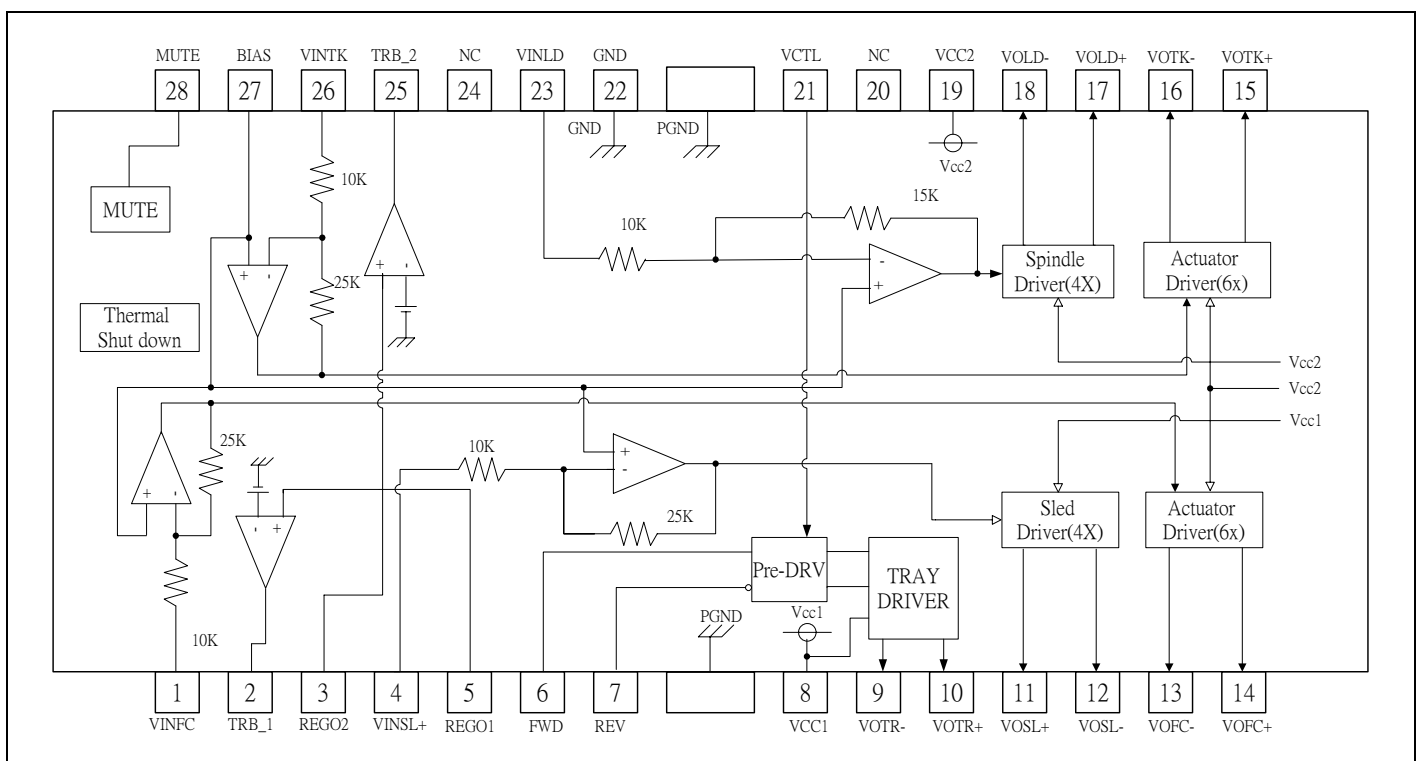 MUTE BIAS VINTK TRB_2 NC VINLD GND VCTL NC VCC2 VOLD- VOLD+ VOTK- VOTK+
28 27 26 25 24 23 22 21 20 19 18 17 16 15
GND PGND
Vcc2
MUTE
10K
15K
10K
+ - + - - +
25K
Spindle
Driver(4X)
Actuator
Driver(6x)
Thermal
Shut down
Vcc2
Vcc2
Vcc1
25K
10K
+ - - + + -
25K
Sled
Driver(4X)
Actuator
Driver(6x)
Pre-DRV
TRAY
DRIVER
10K
PGND
Vcc1
1 2 3 4 5 6 7 8 9 10 11 12 13 14
VINFC TRB_1 REGO2 VINSL+ REGO1 FWD REV VCC1 VOTR- VOTR+ VOSL+ VOSL- VOFC- VOFC+